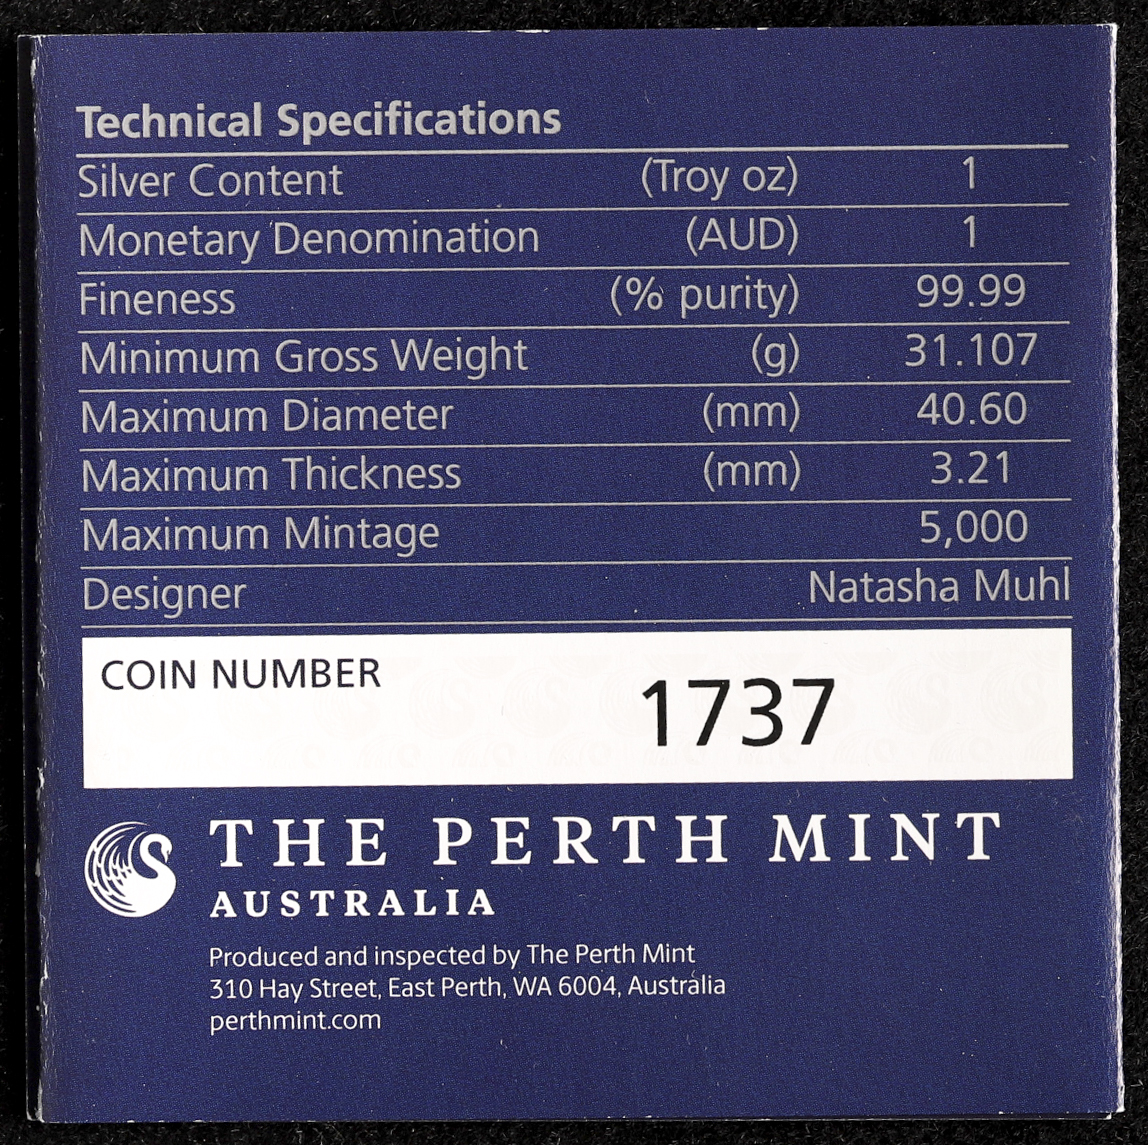 Technical Specifications
Silver Content (Troy oz) 1
Monetary Denomination (AUD) 1
Fineness (% purity) 99.99
Minimum Gross Weight (g) 31.107
Maximum Diameter (mm) 40.60
Maximum Thickness (mm) 3.21
Maximum Mintage 5,000
Designer Natasha Muhl
COIN NUMBER 1737
THE PERTH MINT
AUSTRALIA
Produced and inspected by The Perth Mint
310 Hay Street, East Perth, WA 6004, Australia
perthmint.com